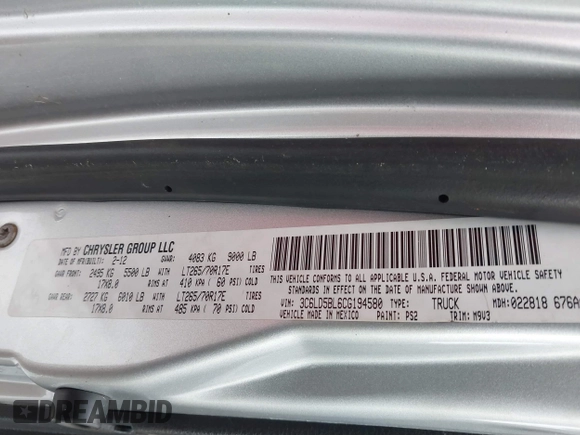 MFD BY CHRYSLER GROUP LLC
DATE OF MFD(BUILT): 2-12 GVWR: 4083 KG 9000 LB
GAWR FRONT: 2495 KG 5500 LB WITH LT265/70R17E TIRES
17X8.0 RIMS AT 410 KPA ( 60 PSI) COLD
GAWR REAR: 2727 KG 6010 LB WITH LT265/70R17E TIRES
17X8.0 RIMS AT 485 KPA ( 70 PSI) COLD
THIS VEHICLE CONFORMS TO ALL APPLICABLE U.S.A. FEDERAL MOTOR VEHICLE SAFETY
STANDARDS IN EFFECT ON THE DATE OF MANUFACTURE SHOWN ABOVE.
VIN: 3C6LD5BL6CG194580 TYPE: TRUCK MDH: 022818 676A
VEHICLE MADE IN MEXICO PAINT: PS2 TRIM: M9V3
DREAMBID